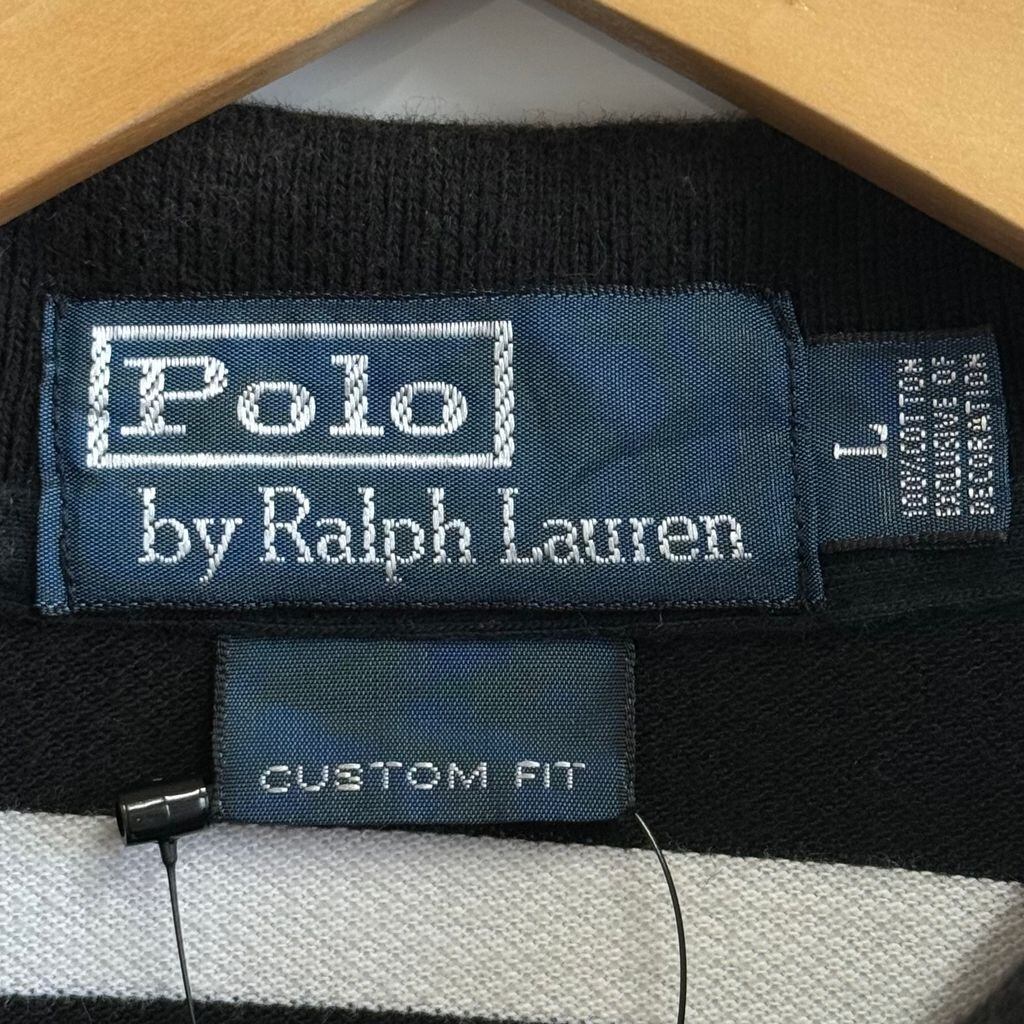 Polo
by Ralph Lauren
L
100% COTTON
EXCLUSIVE OF
DECORATION
CUSTOM FIT